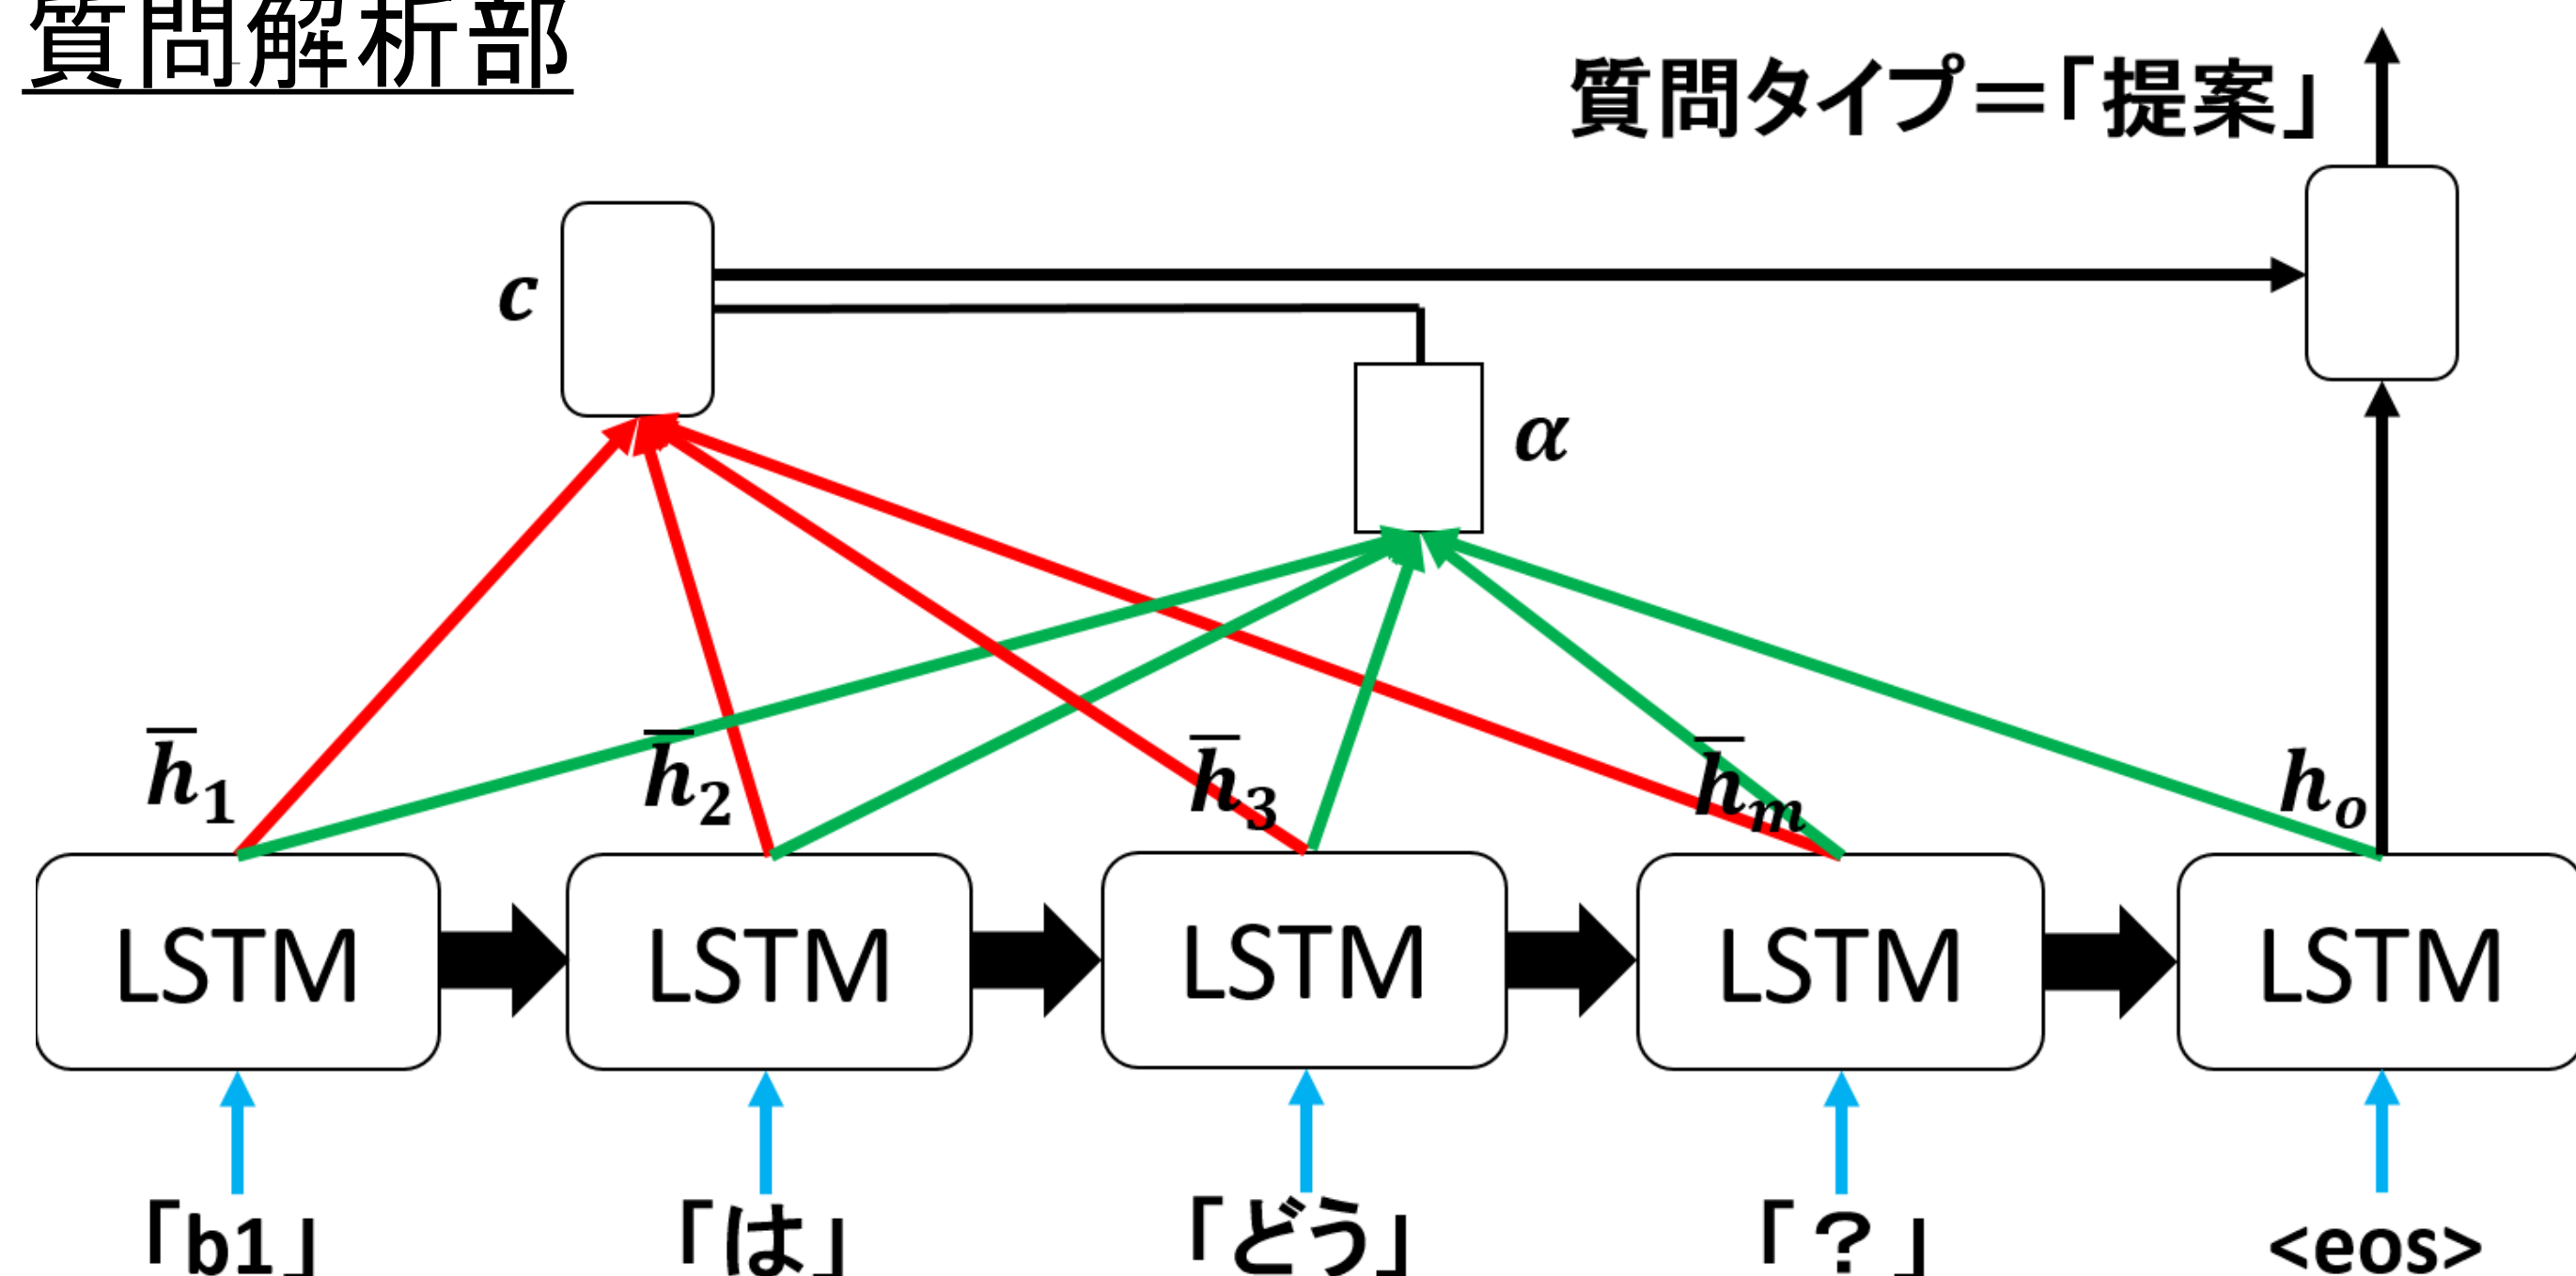 質問解析部
質問タイプ=「提案」
c
α
h̅₁ h̅₂ h̅₃ h̅ₘ hₒ
LSTM LSTM LSTM LSTM LSTM
「b1」 「は」 「どう」 「?」 <eos>